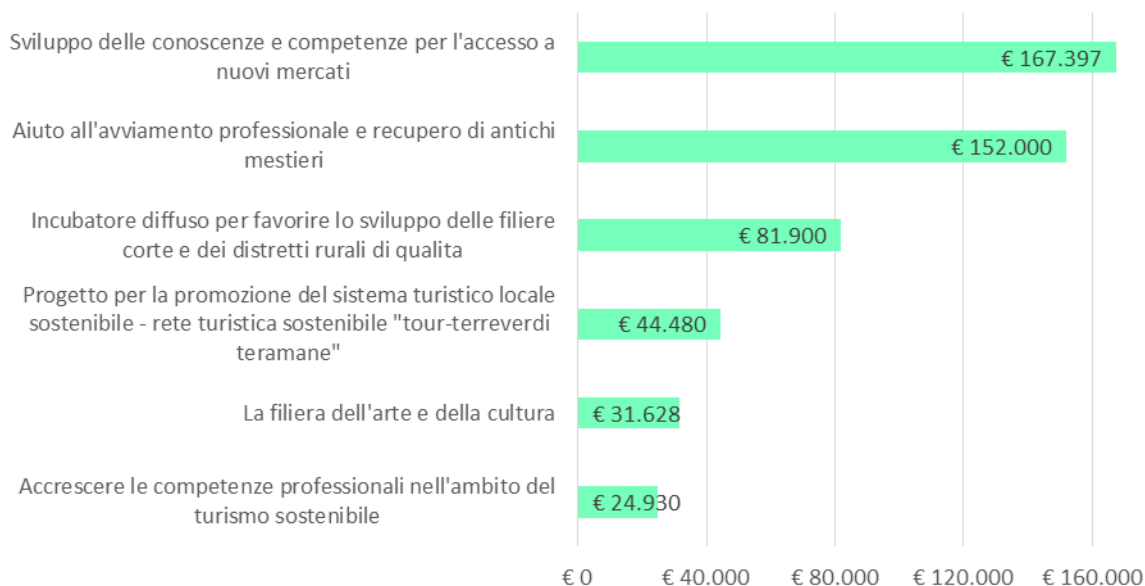 Sviluppo delle conoscenze e competenze per l'accesso a
nuovi mercati
€ 167.397
Aiuto all'avviamento professionale e recupero di antichi
mestieri
€ 152.000
Incubatore diffuso per favorire lo sviluppo delle filiere
corte e dei distretti rurali di qualita
€ 81.900
Progetto per la promozione del sistema turistico locale
sostenibile - rete turistica sostenibile "tour-terreverdi
teramane"
€ 44.480
La filiera dell'arte e della cultura
€ 31.628
Accrescere le competenze professionali nell'ambito del
turismo sostenibile
€ 24.930
€ 0 € 40.000 € 80.000 € 120.000 € 160.000